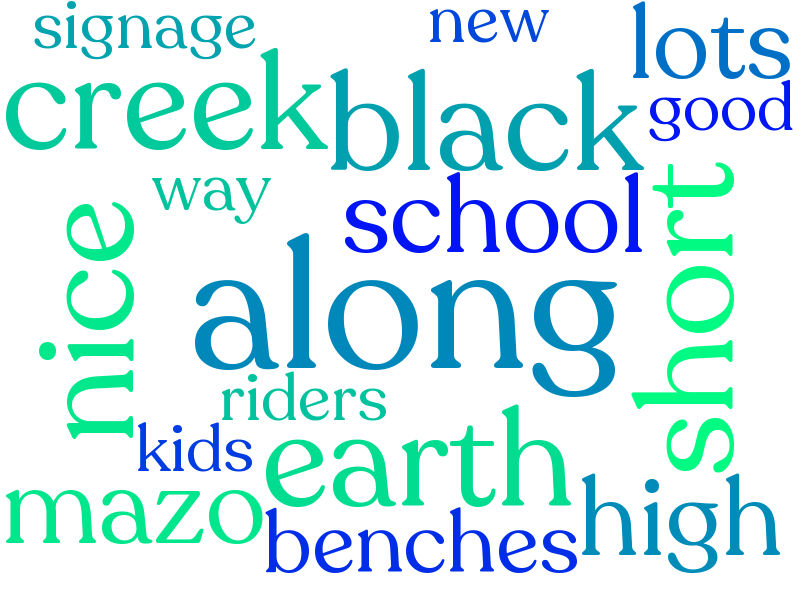 signage
new
lots
creek
black
good
way
school
short
nice
along
riders
kids
earth
mazo
benches
high